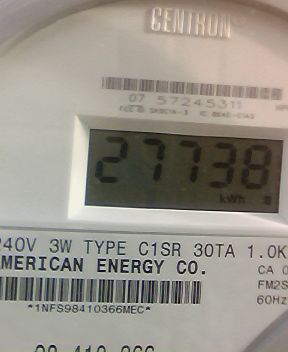 CENTRON
07 57245311
27738
kWh
240V 3W TYPE C1SR 30TA 1.0K
AMERICAN ENERGY CO.
CA 0
FM2S
60Hz
*1NFS98410366MEC*